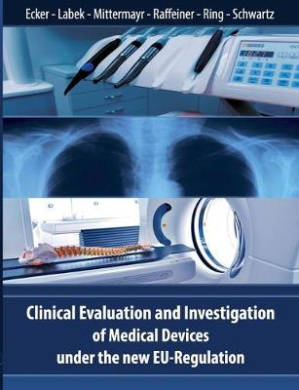 Ecker - Labek - Mittermayr - Raffeiner - Ring - Schwartz
Clinical Evaluation and Investigation
of Medical Devices
under the new EU-Regulation